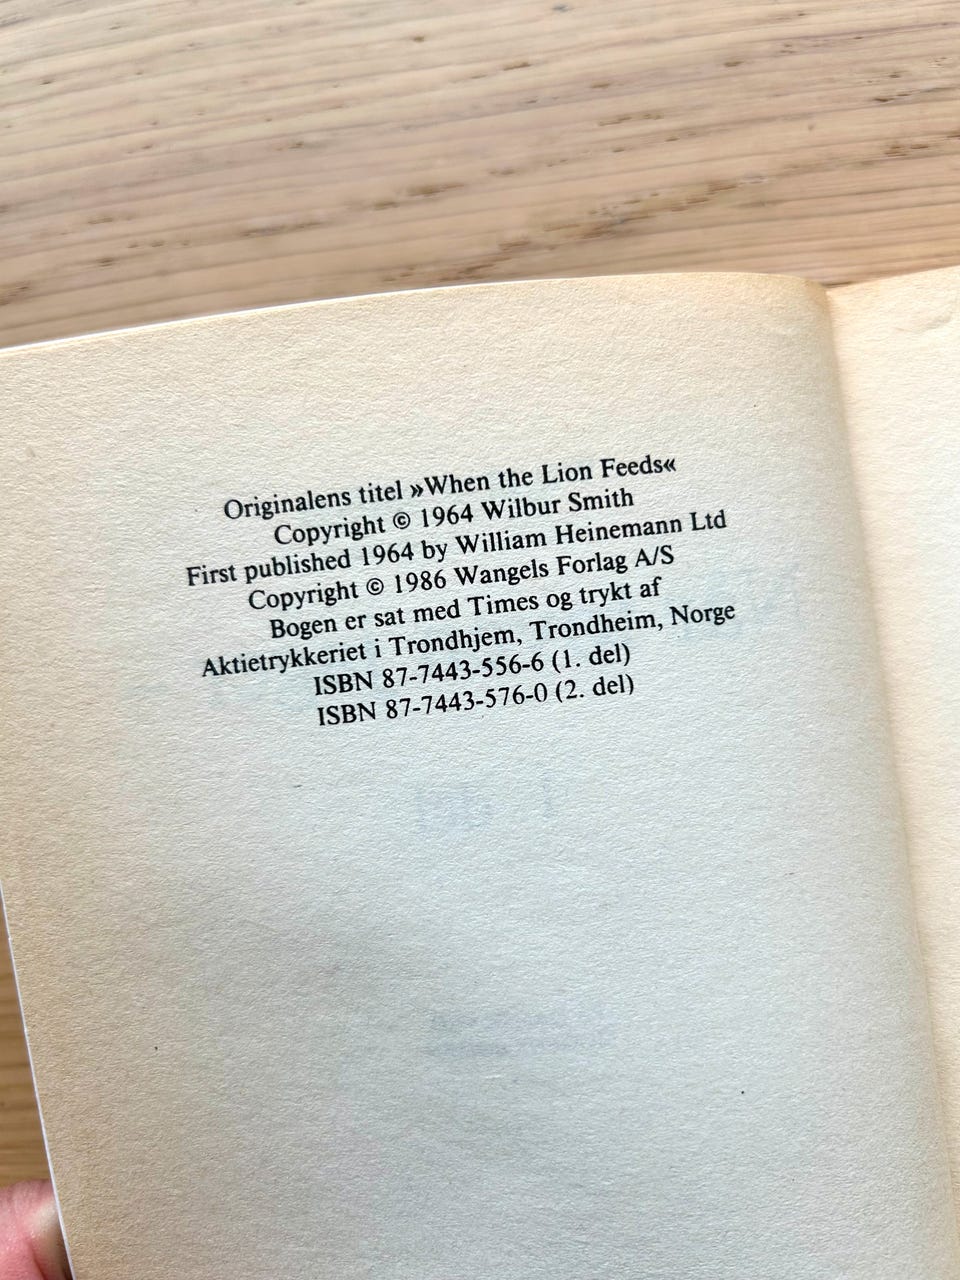 Originalens titel »When the Lion Feeds«
Copyright © 1964 Wilbur Smith
First published 1964 by William Heinemann Ltd
Copyright © 1986 Wangels Forlag A/S
Bogen er sat med Times og trykt af
Aktietrykkeriet i Trondhjem, Trondheim, Norge
ISBN 87-7443-556-6 (1. del)
ISBN 87-7443-576-0 (2. del)